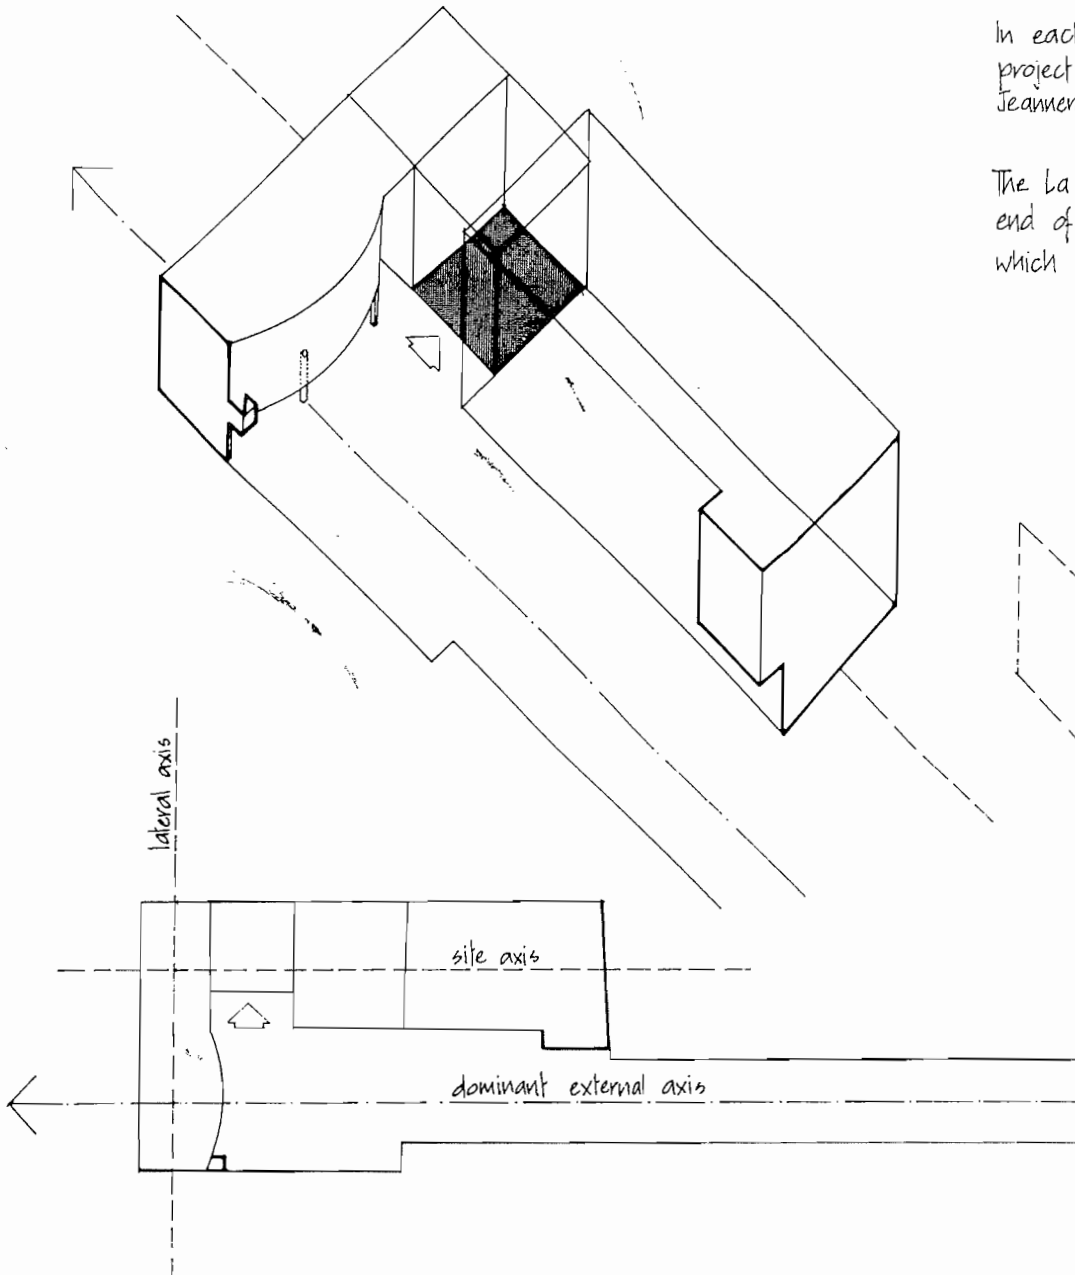 In each
project
Jeanner
The La
end of
which
lateral axis
site axis
dominant external axis